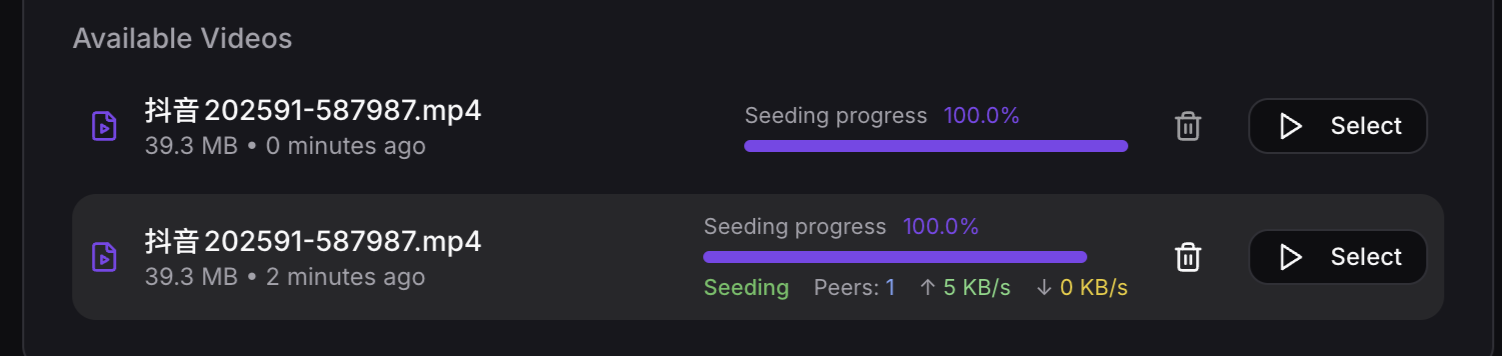 Available Videos
抖音202591-587987.mp4
39.3 MB • 0 minutes ago
Seeding progress 100.0%
Select
抖音202591-587987.mp4
39.3 MB • 2 minutes ago
Seeding progress 100.0%
Seeding Peers: 1 ↑ 5 KB/s ↓ 0 KB/s
Select